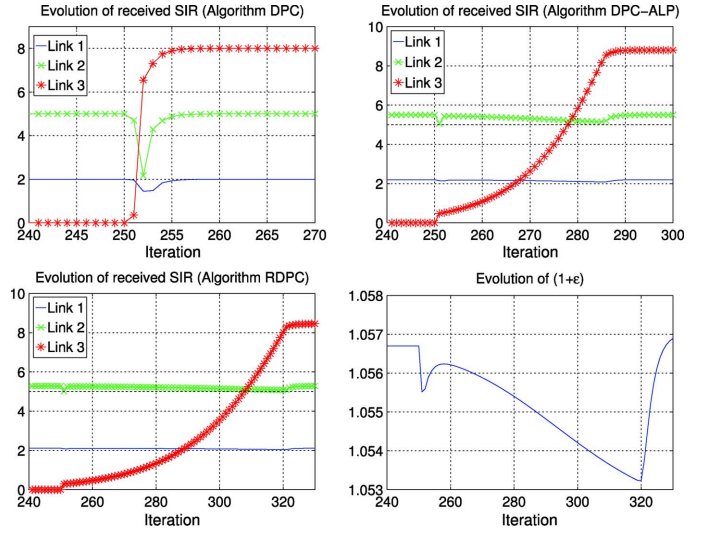 Evolution of received SIR (Algorithm DPC)
8
6
4
2
0
Link 1
Link 2
Link 3
240 245 250 255 260 265 270
Iteration
Evolution of received SIR (Algorithm DPC-ALP)
10
8
6
4
2
0
Link 1
Link 2
Link 3
240 250 260 270 280 290 300
Iteration
Evolution of received SIR (Algorithm RDPC)
10
8
6
4
2
0
Link 1
Link 2
Link 3
240 260 280 300 320
Iteration
Evolution of (1+ε)
1.058
1.057
1.056
1.055
1.054
1.053
240 260 280 300 320
Iteration